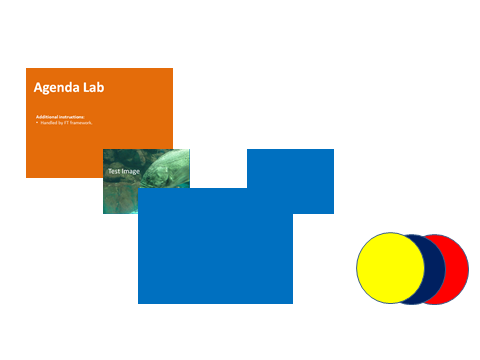 Agenda Lab
Additional instructions:
• Handled by FT framework.
Test Image